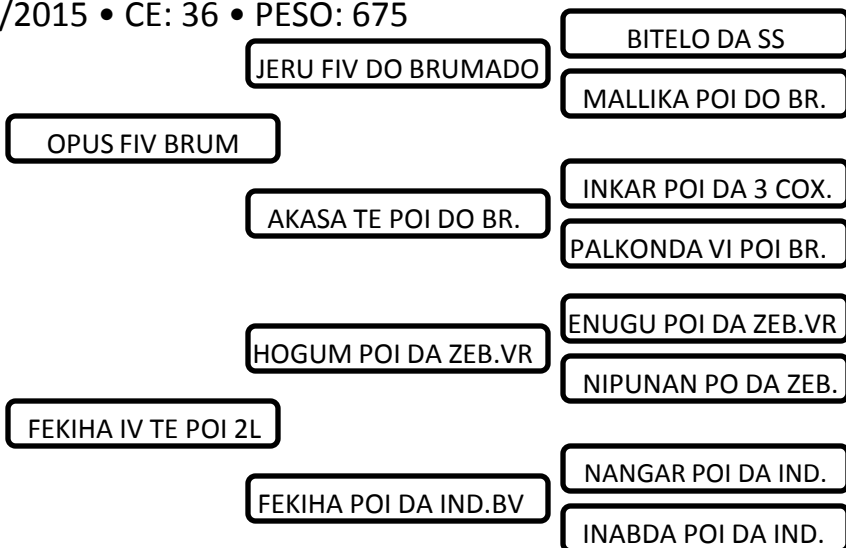 /2015 • CE: 36 • PESO: 675
BITELO DA SS
JERU FIV DO BRUMADO
MALLIKA POI DO BR.
OPUS FIV BRUM
INKAR POI DA 3 COX.
AKASA TE POI DO BR.
PALKONDA VI POI BR.
ENUGU POI DA ZEB.VR
HOGUM POI DA ZEB.VR
NIPUNAN PO DA ZEB.
FEKIHA IV TE POI 2L
NANGAR POI DA IND.
FEKIHA POI DA IND.BV
INABDA POI DA IND.